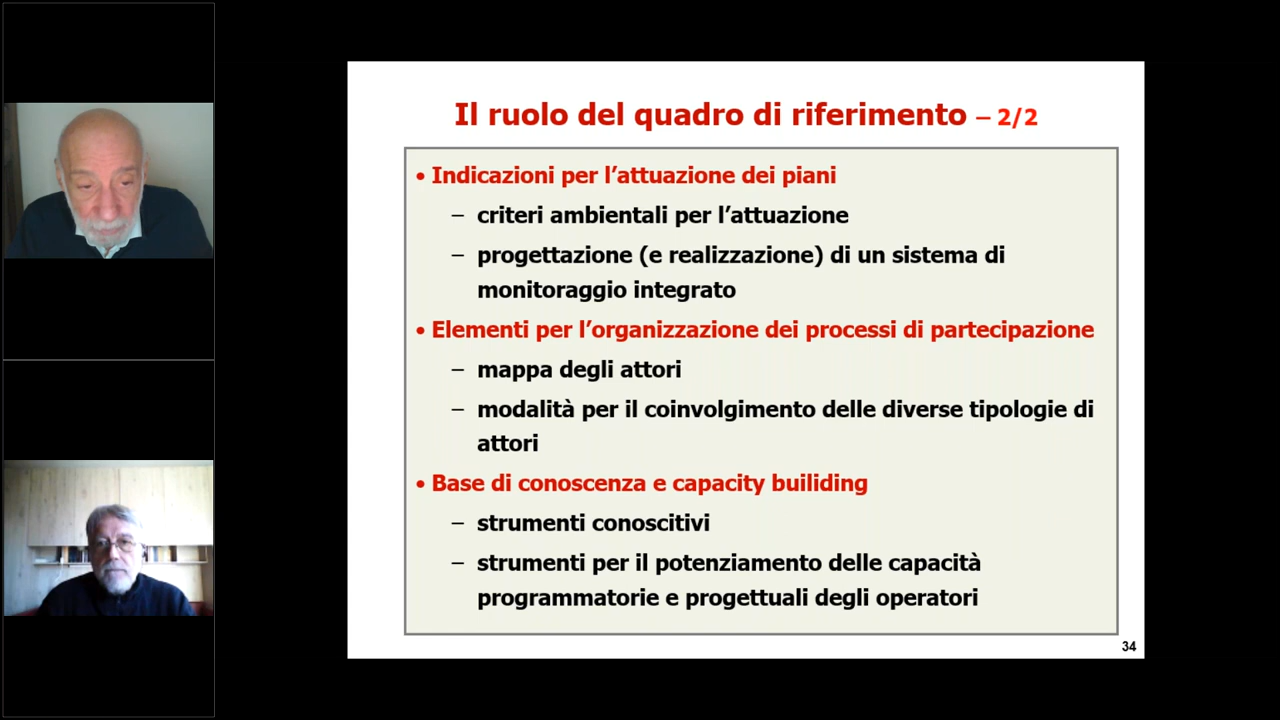 Il ruolo del quadro di riferimento – 2/2
• Indicazioni per l’attuazione dei piani
– criteri ambientali per l’attuazione
– progettazione (e realizzazione) di un sistema di
monitoraggio integrato
• Elementi per l’organizzazione dei processi di partecipazione
– mappa degli attori
– modalità per il coinvolgimento delle diverse tipologie di
attori
• Base di conoscenza e capacity builiding
– strumenti conoscitivi
– strumenti per il potenziamento delle capacità
programmatorie e progettuali degli operatori
34